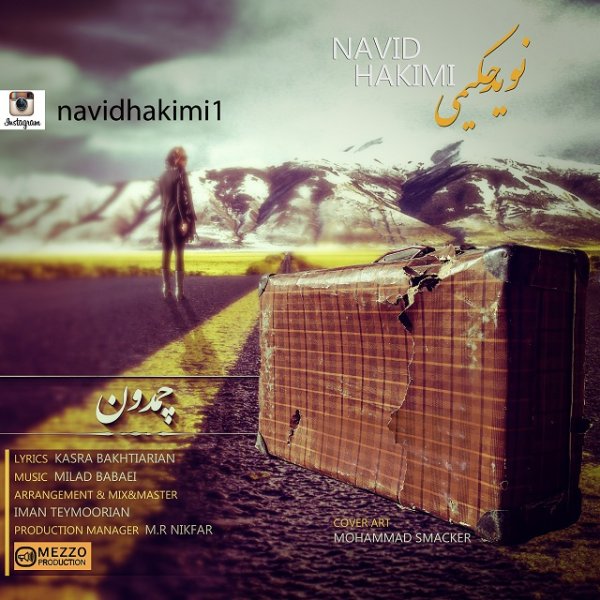 NAVID
HAKIMI
نوید حکیمی
Instagram
navidhakimi1
چمدون
LYRICS KASRA BAKHTIARIAN
MUSIC MILAD BABAEI
ARRANGEMENT & MIX&MASTER
IMAN TEYMOORIAN
PRODUCTION MANAGER M.R NIKFAR
MEZZO
PRODUCTION
COVER ART
MOHAMMAD SMACKER